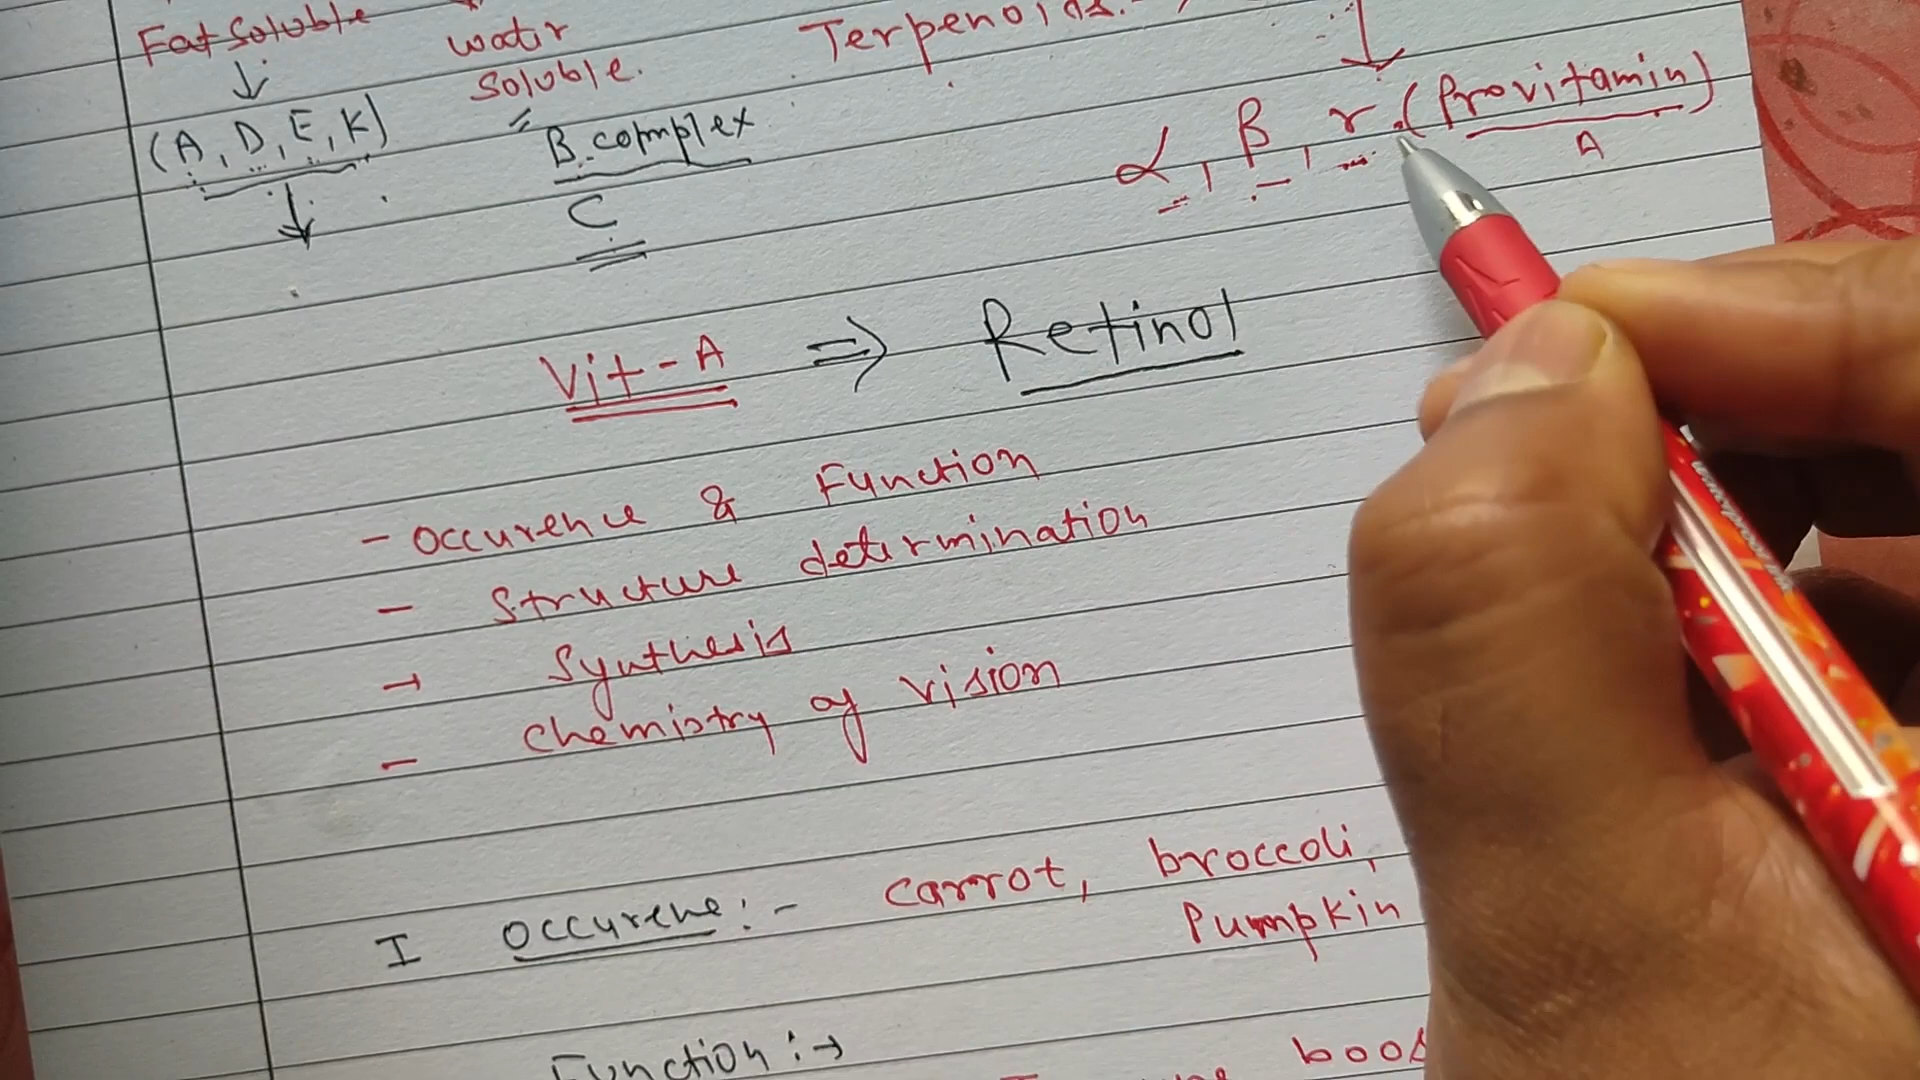 Fat soluble
water soluble.
Terpenoids.
(A, D, E, K)
B. complex
C
α, β, r. (Provitamin)
A
Vit - A ⇒ Retinol
- Occurence & Function
- Structure determination
→ Synthesis
- Chemistry of vision
I Occurene :- Carrot, broccoli,
Pumpkin
Function :→